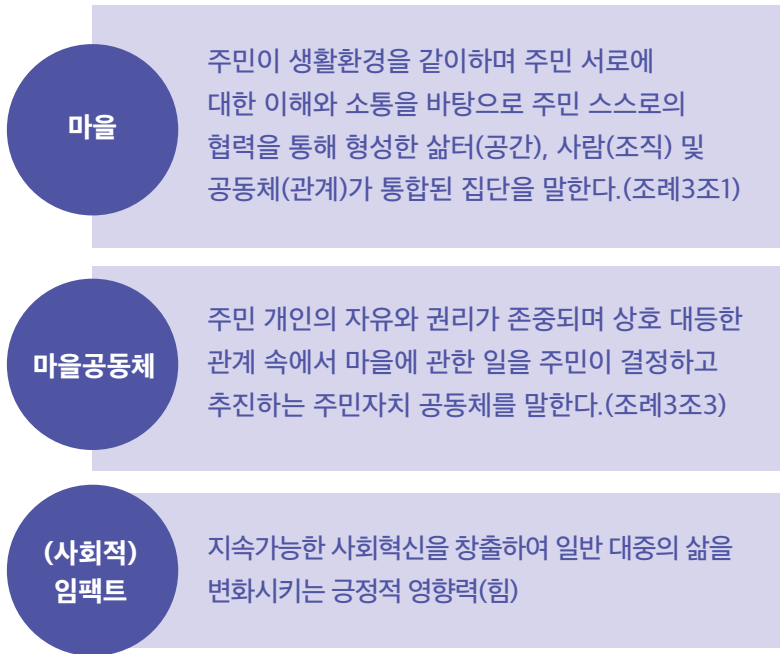 마을
주민이 생활환경을 같이하며 주민 서로에
대한 이해와 소통을 바탕으로 주민 스스로의
협력을 통해 형성한 삶터(공간), 사람(조직) 및
공동체(관계)가 통합된 집단을 말한다.(조례3조1)
마을공동체
주민 개인의 자유와 권리가 존중되며 상호 대등한
관계 속에서 마을에 관한 일을 주민이 결정하고
추진하는 주민자치 공동체를 말한다.(조례3조3)
(사회적)
임팩트
지속가능한 사회혁신을 창출하여 일반 대중의 삶을
변화시키는 긍정적 영향력(힘)